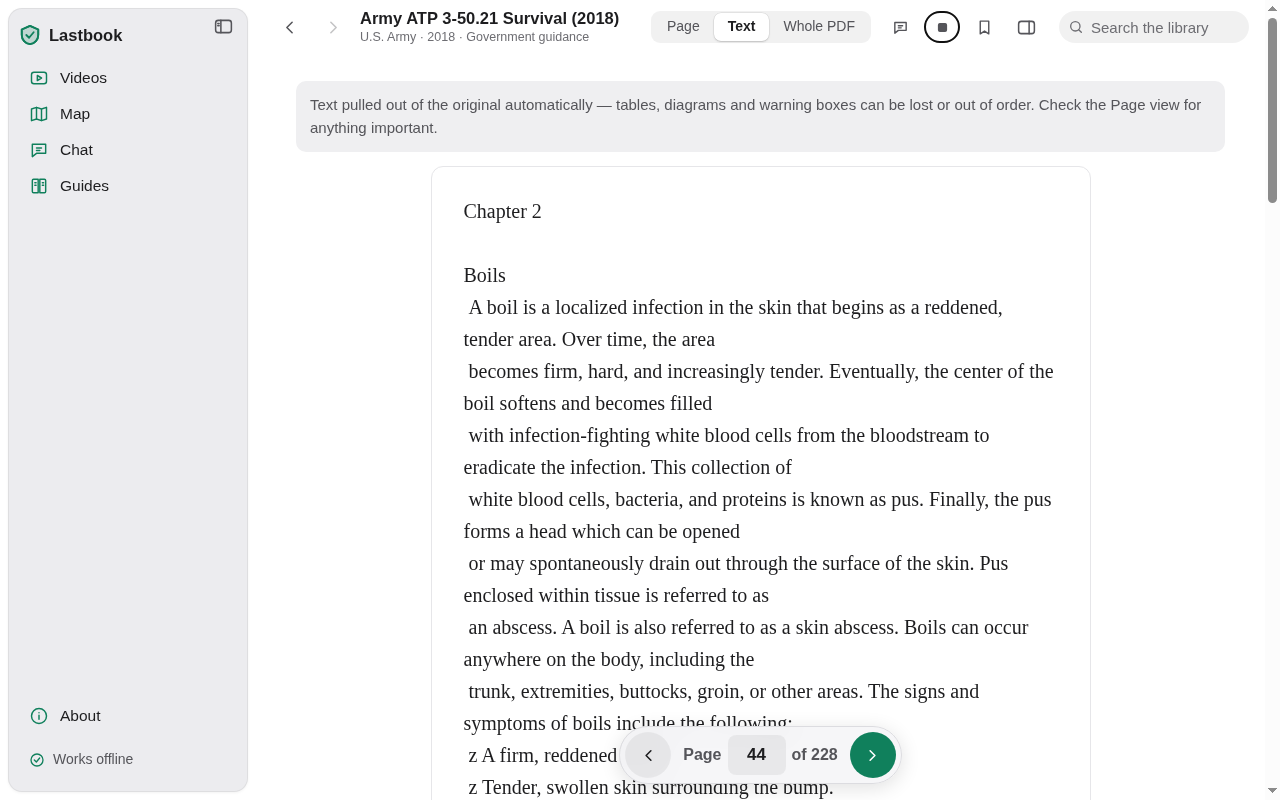 Lastbook
Videos
Map
Chat
Guides
About
Works offline
Army ATP 3-50.21 Survival (2018)
U.S. Army · 2018 · Government guidance
Page
Text
Whole PDF
Search the library
Text pulled out of the original automatically — tables, diagrams and warning boxes can be lost or out of order. Check the Page view for
anything important.
Chapter 2
Boils
A boil is a localized infection in the skin that begins as a reddened,
tender area. Over time, the area
becomes firm, hard, and increasingly tender. Eventually, the center of the
boil softens and becomes filled
with infection-fighting white blood cells from the bloodstream to
eradicate the infection. This collection of
white blood cells, bacteria, and proteins is known as pus. Finally, the pus
forms a head which can be opened
or may spontaneously drain out through the surface of the skin. Pus
enclosed within tissue is referred to as
an abscess. A boil is also referred to as a skin abscess. Boils can occur
anywhere on the body, including the
trunk, extremities, buttocks, groin, or other areas. The signs and
symptoms of boils include the following:
z A firm, reddened
z Tender, swollen skin surrounding the bump.
Page 44 of 228